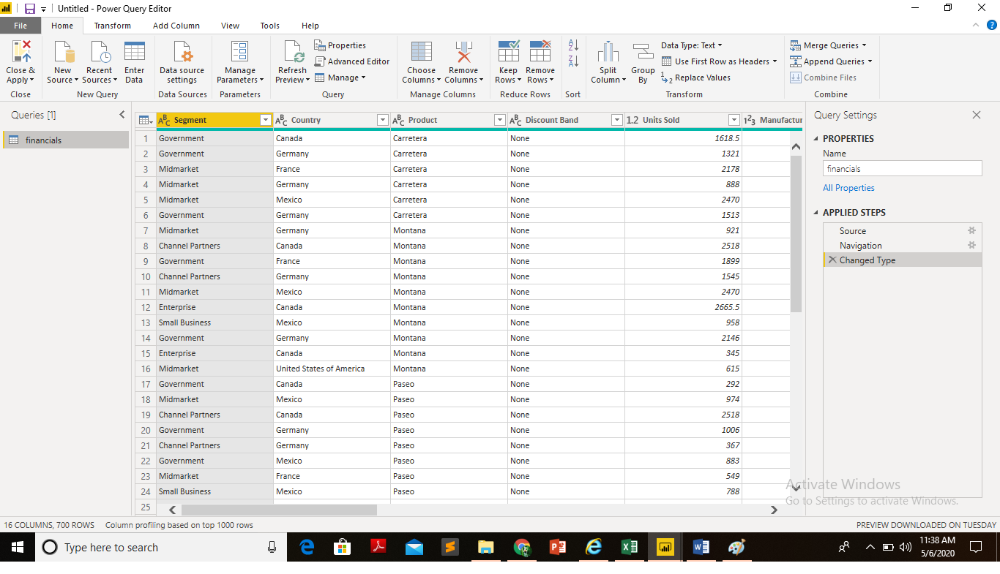 Untitled - Power Query Editor
File Home Transform Add Column View Tools Help
Close & Apply New Source Recent Sources Enter Data Data source settings Manage Parameters Refresh Preview Properties Advanced Editor Manage Choose Columns Remove Columns Keep Rows Remove Rows Split Column Group By Data Type: Text Use First Row as Headers Replace Values Merge Queries Append Queries Combine Files
Close New Query Data Sources Parameters Query Manage Columns Reduce Rows Sort Transform Combine
Queries [1]
financials
Segment Country Product Discount Band 1.2 Units Sold 123 Manufactur
1 Government Canada Carretera None 1618.5
2 Government Germany Carretera None 1321
3 Midmarket France Carretera None 2178
4 Midmarket Germany Carretera None 888
5 Midmarket Mexico Carretera None 2470
6 Government Germany Carretera None 1513
7 Midmarket Germany Montana None 921
8 Channel Partners Canada Montana None 2518
9 Government France Montana None 1899
10 Channel Partners Germany Montana None 1545
11 Midmarket Mexico Montana None 2470
12 Enterprise Canada Montana None 2665.5
13 Small Business Mexico Montana None 958
14 Government Germany Montana None 2146
15 Enterprise Canada Montana None 345
16 Midmarket United States of America Montana None 615
17 Government Canada Paseo None 292
18 Midmarket Mexico Paseo None 974
19 Channel Partners Canada Paseo None 2518
20 Government Germany Paseo None 1006
21 Channel Partners Germany Paseo None 367
22 Government Mexico Paseo None 883
23 Midmarket France Paseo None 549
24 Small Business Mexico Paseo None 788
25
Query Settings
PROPERTIES
Name
financials
All Properties
APPLIED STEPS
Source
Navigation
Changed Type
Activate Windows
Go to Settings to activate Windows.
16 COLUMNS, 700 ROWS Column profiling based on top 1000 rows PREVIEW DOWNLOADED ON TUESDAY
Type here to search
11:38 AM
5/6/2020